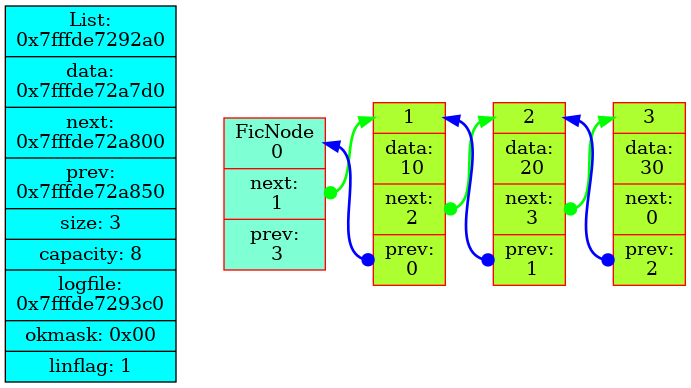 List:
0x7fffde7292a0
data:
0x7fffde72a7d0
next:
0x7fffde72a800
prev:
0x7fffde72a850
size: 3
capacity: 8
logfile:
0x7fffde7293c0
okmask: 0x00
linflag: 1
FicNode
0
next:
1
prev:
3
1
data:
10
next:
2
prev:
0
2
data:
20
next:
3
prev:
1
3
data:
30
next:
0
prev:
2